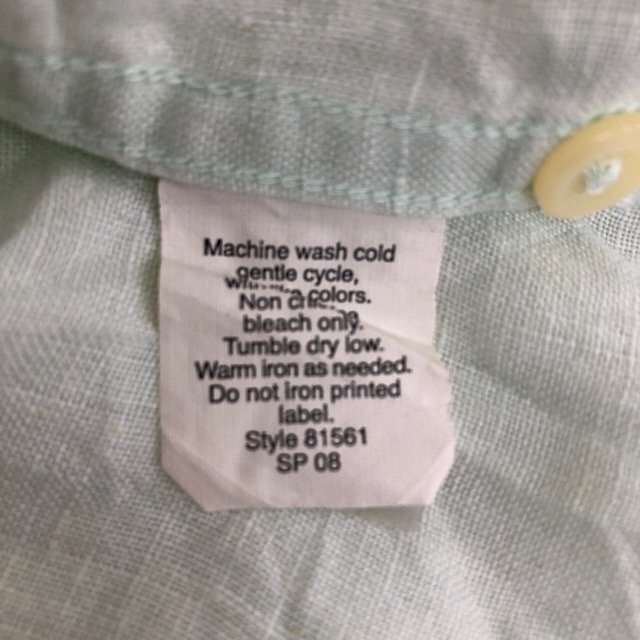 Machine wash cold
gentle cycle,
colors.
Non
bleach only.
Tumble dry low.
Warm iron as needed.
Do not iron printed
label.
Style 81561
SP 08